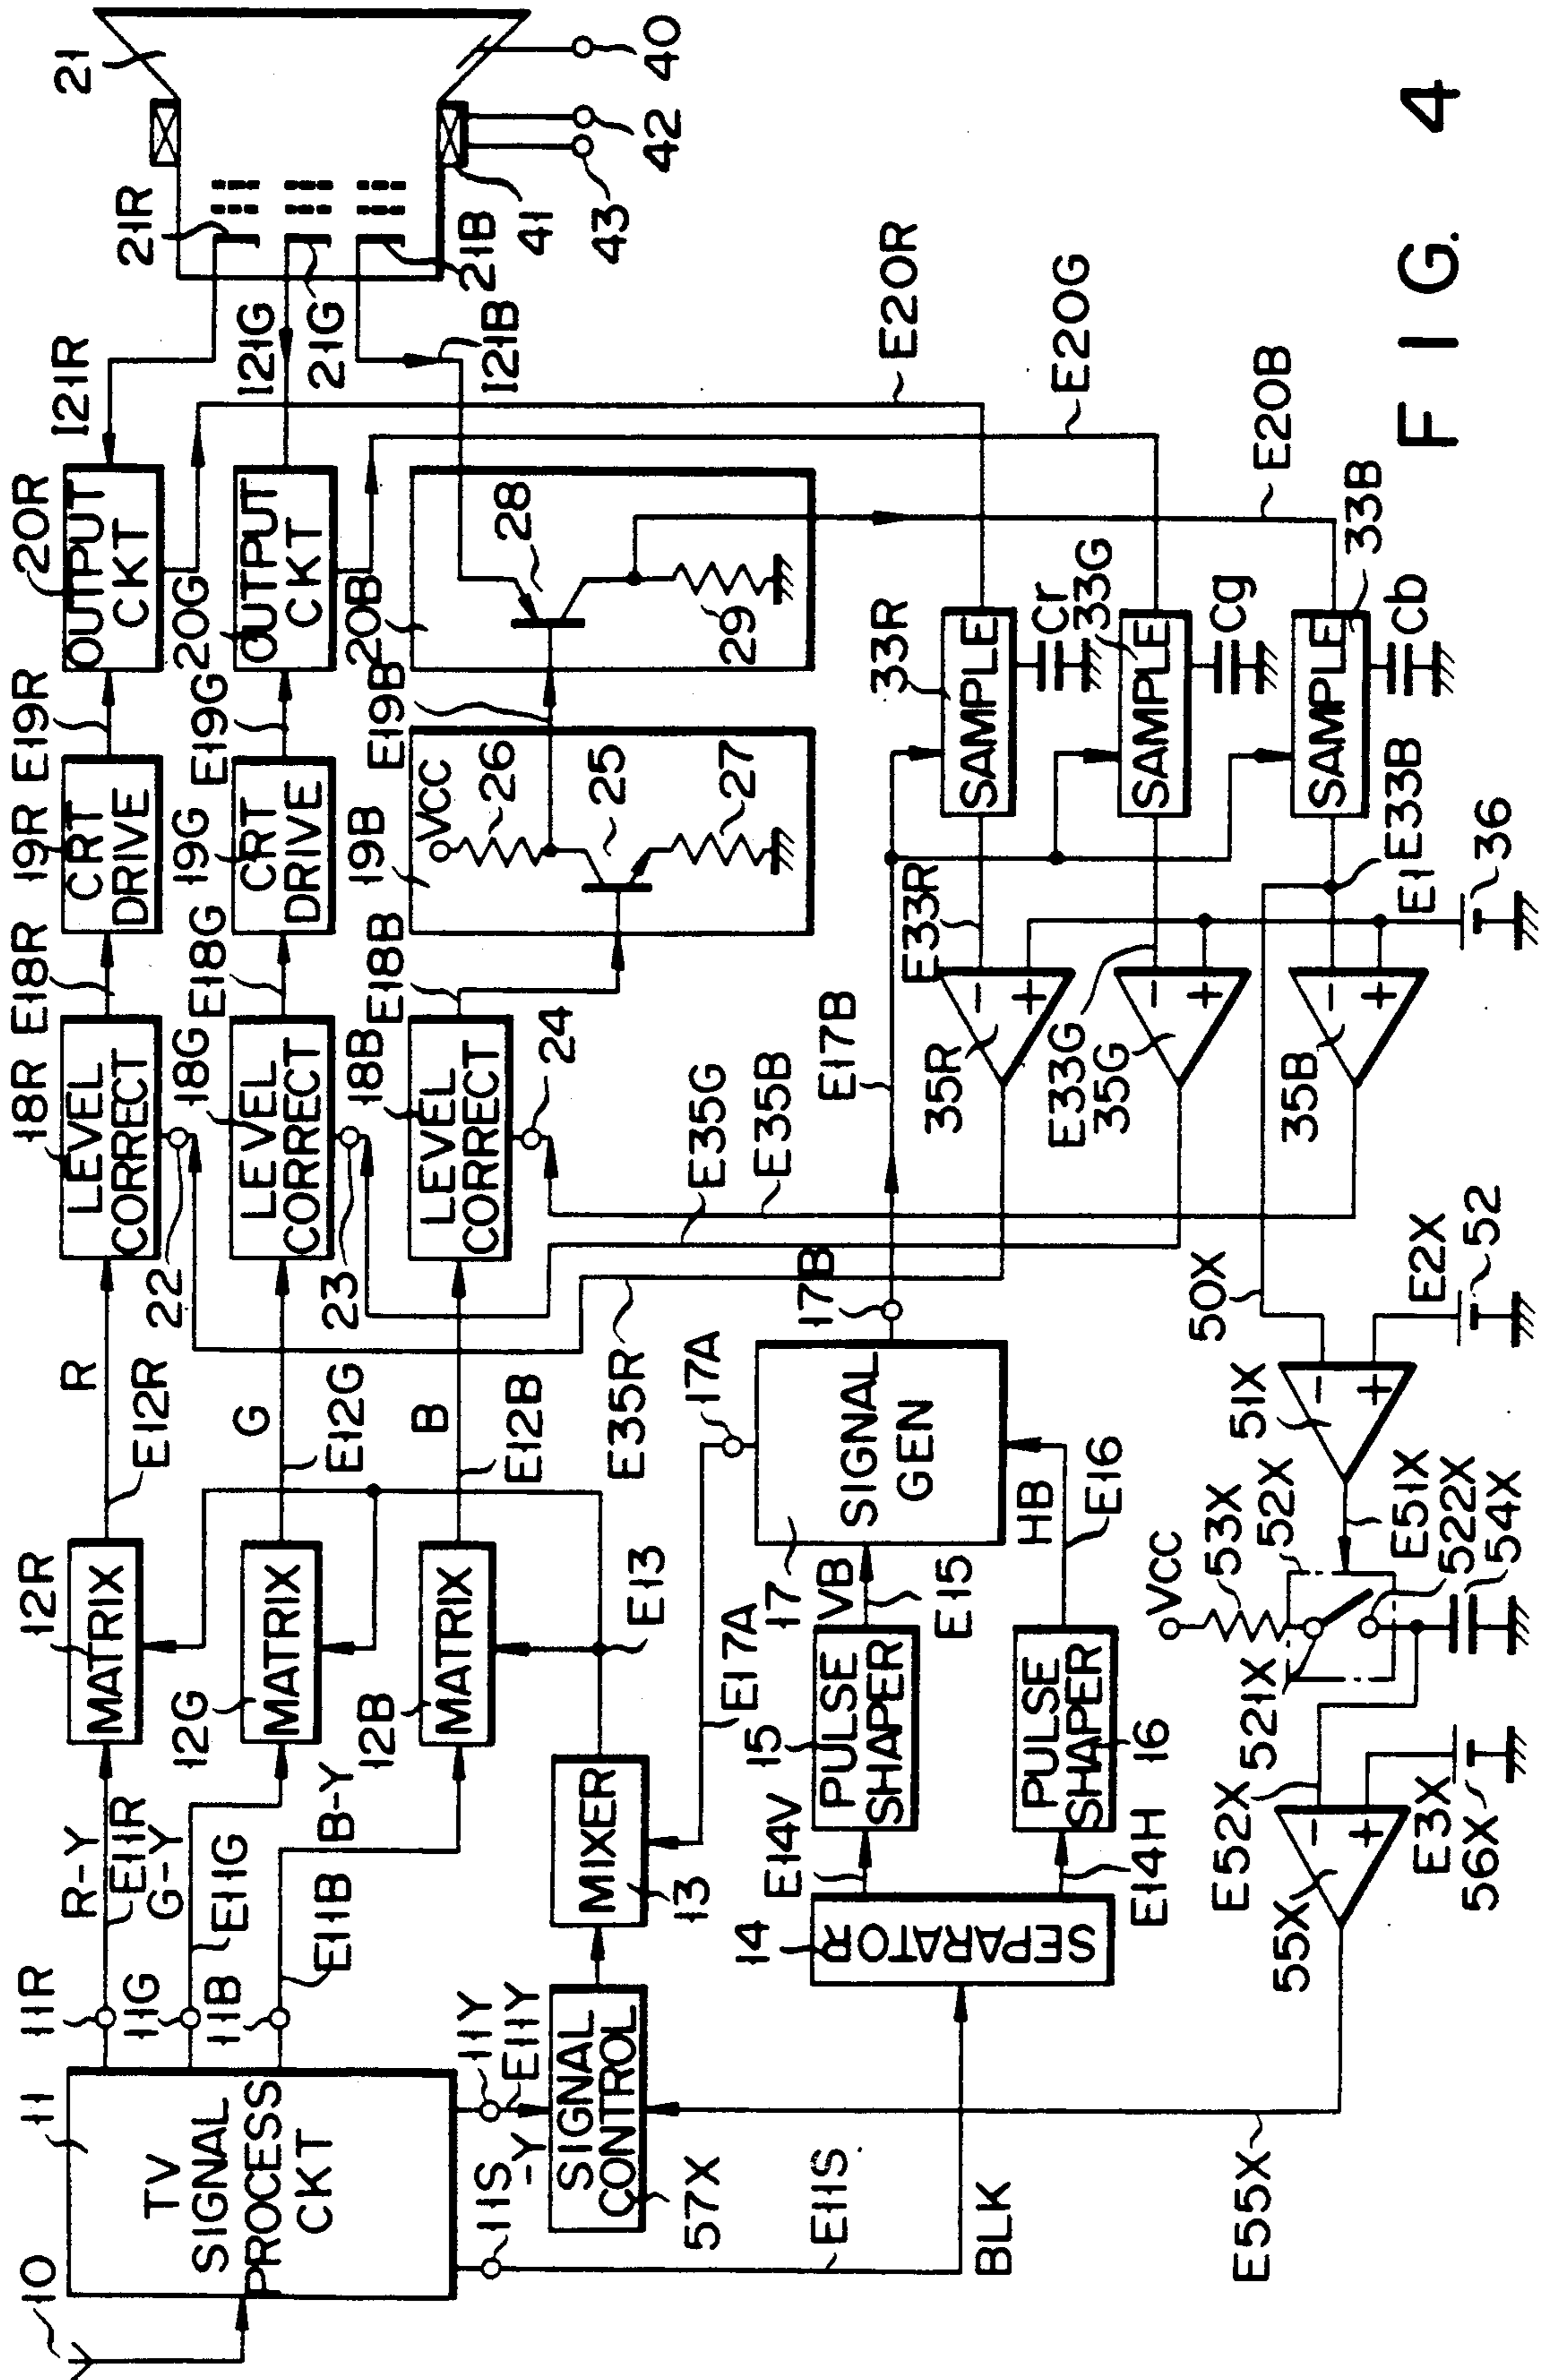 10
11
TV
SIGNAL
PROCESS
CKT
11R
11G
11B
R-Y
E11R
G-Y
E11G
B-Y
E11B
11Y
E11Y
-Y
11S
E11S
BLK
SIGNAL
CONTROL
57X
MIXER
13
E13
12R
MATRIX
12G
MATRIX
12B
MATRIX
R
E12R
G
E12G
B
E12B
18R
LEVEL
CORRECT
22
18G
LEVEL
CORRECT
23
18B
LEVEL
CORRECT
24
E18R
E18G
E18B
19R
CRT
DRIVE
19G
CRT
DRIVE
19B
VCC
26
25
27
E19R
E19G
E19B
20R
OUTPUT
CKT
20G
OUTPUT
CKT
20B
28
29
121R
121G
121B
21R
21G
21B
21
41
43
42
40
E20R
E20G
E20B
14
SEPARATOR
E14V
E14H
15
PULSE
SHAPER
PULSE
SHAPER
16
VB
E15
HB
E16
17
SIGNAL
GEN
17A
E17A
17B
E17B
E35R
E35G
E35B
33R
SAMPLE
Cr
33G
SAMPLE
Cg
33B
SAMPLE
Cb
E33R
E33G
E33B
35R
-
+
35G
-
+
35B
-
+
E1
36
50X
51X
-
+
E2X
52
E51X
VCC
53X
52X
521X
522X
54X
E52X
55X
-
+
E3X
56X
E55X
FIG. 4